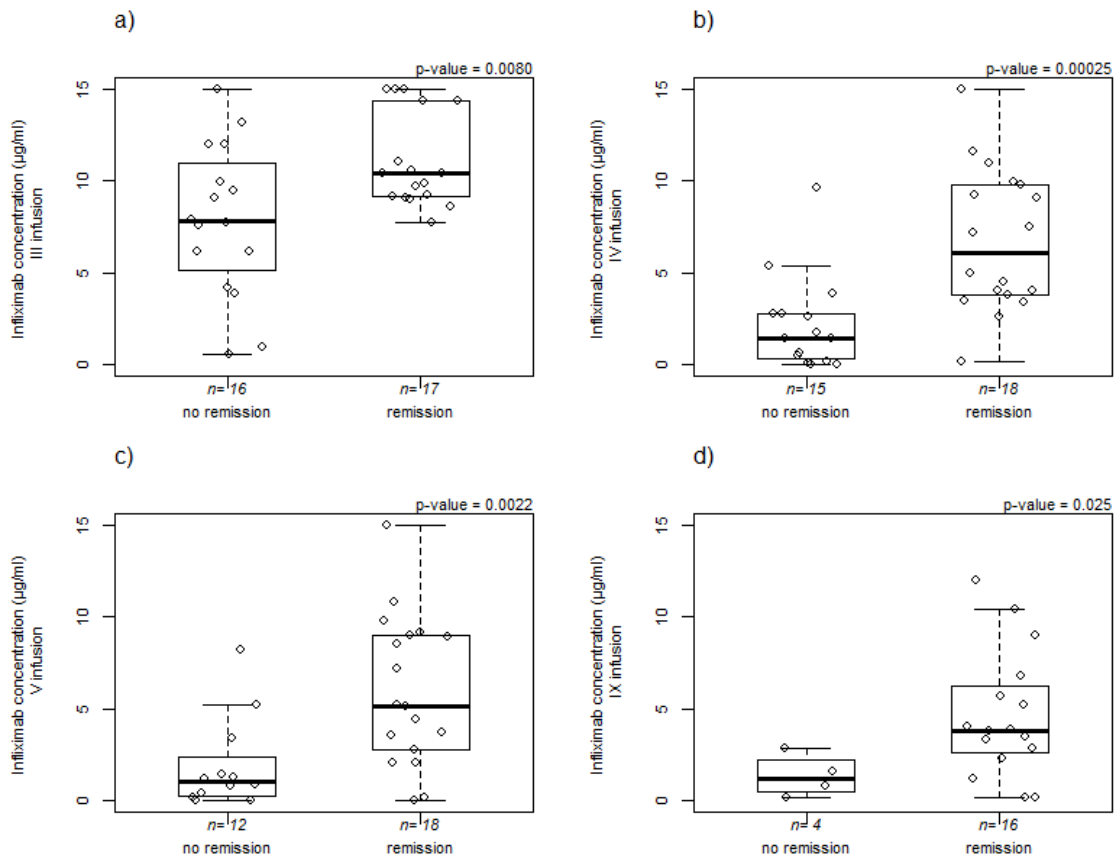 a)
p-value = 0.0080
Infliximab concentration (µg/ml)
III infusion
15
10
5
0
n= 16
n= 17
no remission
remission
b)
p-value = 0.00025
Infliximab concentration (µg/ml)
IV infusion
15
10
5
0
n= 15
n= 18
no remission
remission
c)
p-value = 0.0022
Infliximab concentration (µg/ml)
V infusion
15
10
5
0
n= 12
n= 18
no remission
remission
d)
p-value = 0.025
Infliximab concentration (µg/ml)
IX infusion
15
10
5
0
n= 4
n= 16
no remission
remission